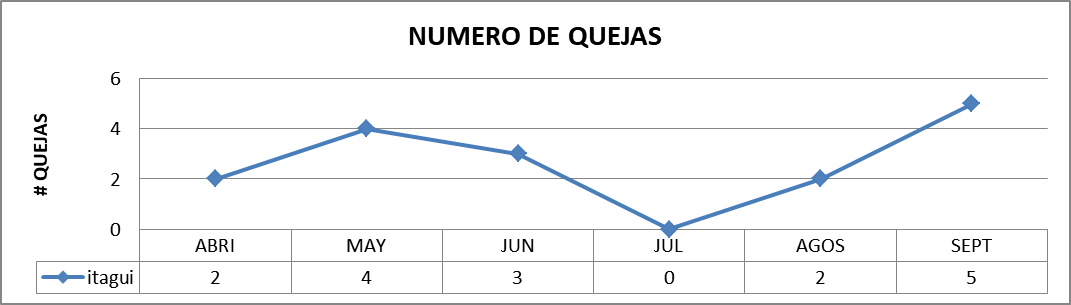 NUMERO DE QUEJAS
# QUEJAS
6
4
2
0
ABRI MAY JUN JUL AGOS SEPT
itagui 2 4 3 0 2 5